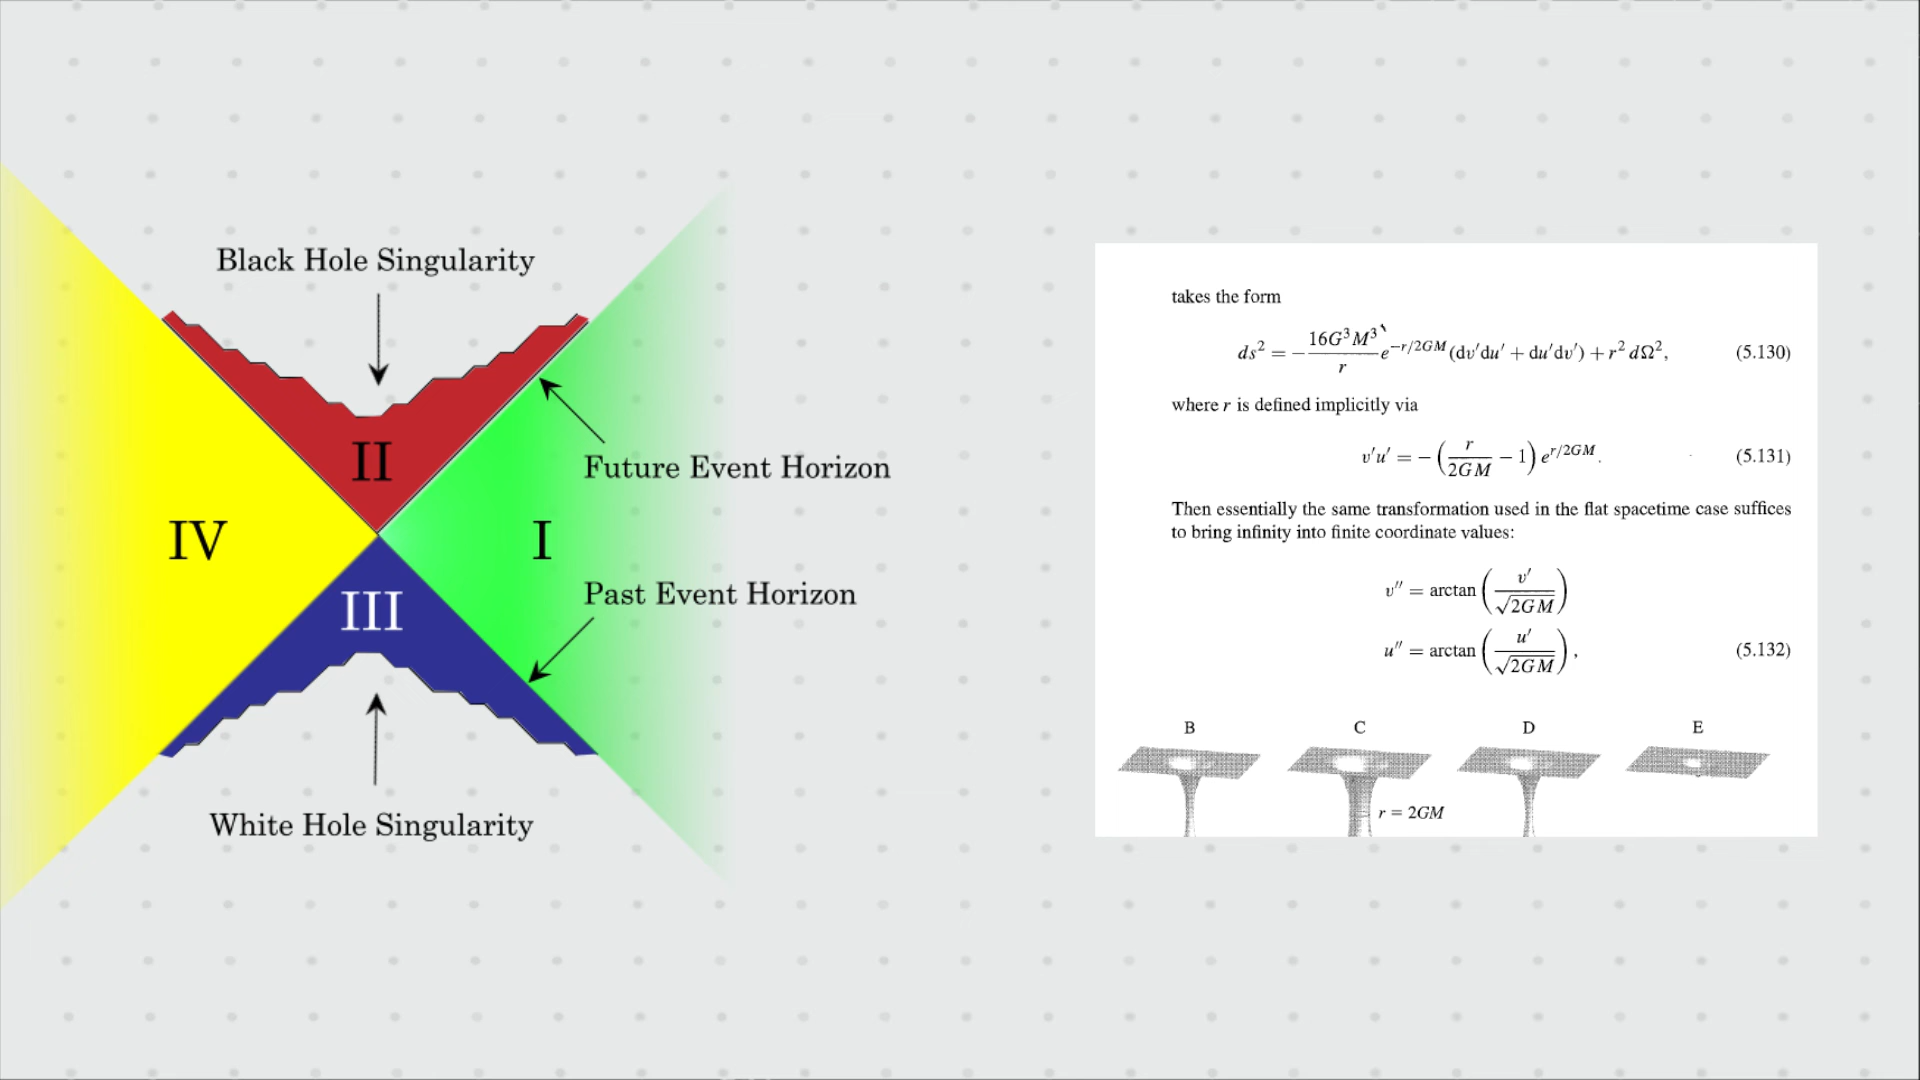 Black Hole Singularity
II
Future Event Horizon
IV
I
Past Event Horizon
III
White Hole Singularity
takes the form
ds² = − 16G³M³/r e^{−r/2GM} (dv′du′ + du′dv′) + r² dΩ², (5.130)
where r is defined implicitly via
v′u′ = − (r/2GM − 1) e^{r/2GM}. (5.131)
Then essentially the same transformation used in the flat spacetime case suffices
to bring infinity into finite coordinate values:
v″ = arctan (v′/√2GM)
u″ = arctan (u′/√2GM), (5.132)
B C D E
r = 2GM